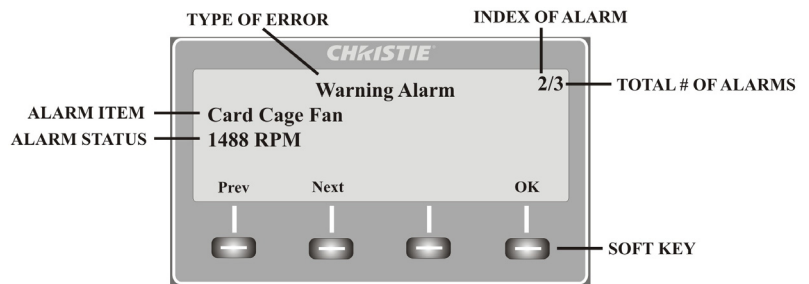 TYPE OF ERROR
INDEX OF ALARM
CHRISTIE
Warning Alarm
2/3
TOTAL # OF ALARMS
ALARM ITEM
Card Cage Fan
ALARM STATUS
1488 RPM
Prev Next OK
SOFT KEY